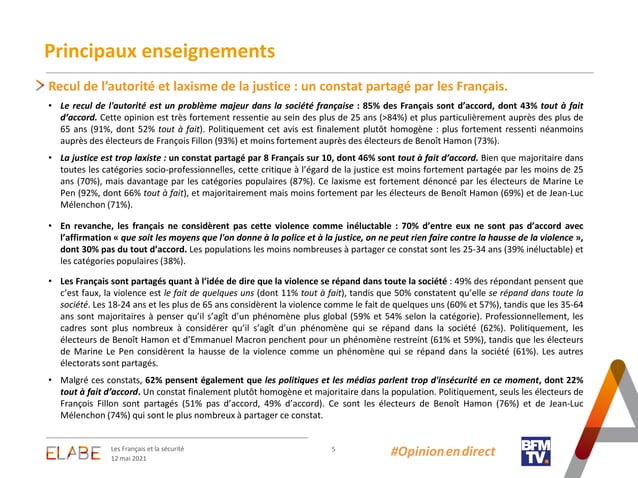 Principaux enseignements
Recul de l'autorité et laxisme de la justice : un constat partagé par les Français.
• Le recul de l'autorité est un problème majeur dans la société française : 85% des Français sont d'accord, dont 43% tout à fait
d'accord. Cette opinion est très fortement ressentie au sein des plus de 25 ans (>84%) et plus particulièrement auprès des plus de
65 ans (91%, dont 52% tout à fait). Politiquement cet avis est finalement plutôt homogène : plus fortement ressenti néanmoins
auprès des électeurs de François Fillon (93%) et moins fortement auprès des électeurs de Benoît Hamon (73%).
• La justice est trop laxiste : un constat partagé par 8 Français sur 10, dont 46% sont tout à fait d'accord. Bien que majoritaire dans
toutes les catégories socio-professionnelles, cette critique à l'égard de la justice est moins fortement partagée par les moins de 25
ans (70%), mais davantage par les catégories populaires (87%). Ce laxisme est fortement dénoncé par les électeurs de Marine Le
Pen (92%, dont 66% tout à fait), et majoritairement mais moins fortement par les électeurs de Benoît Hamon (69%) et de Jean-Luc
Mélenchon (71%).
• En revanche, les français ne considèrent pas cette violence comme inéluctable : 70% d'entre eux ne sont pas d'accord avec
l'affirmation « que soit les moyens que l'on donne à la police et à la justice, on ne peut rien faire contre la hausse de la violence »,
dont 30% pas du tout d'accord. Les populations les moins nombreuses à partager ce constat sont les 25-34 ans (39% inéluctable) et
les catégories populaires (38%).
• Les Français sont partagés quant à l'idée de dire que la violence se répand dans toute la société : 49% des répondant pensent que
c'est faux, la violence est le fait de quelques uns (dont 11% tout à fait), tandis que 50% constatent qu'elle se répand dans toute la
société. Les 18-24 ans et les plus de 65 ans considèrent la violence comme le fait de quelques uns (60% et 57%), tandis que les 35-64
ans sont majoritaires à penser qu'il s'agît d'un phénomène plus global (59% et 54% selon la catégorie). Professionnellement, les
cadres sont plus nombreux à considérer qu'il s'agît d'un phénomène qui se répand dans la société (62%). Politiquement, les
électeurs de Benoît Hamon et d'Emmanuel Macron penchent pour un phénomène restreint (61% et 59%), tandis que les électeurs
de Marine Le Pen considèrent la hausse de la violence comme un phénomène qui se répand dans la société (61%). Les autres
électorats sont partagés.
• Malgré ces constats, 62% pensent également que les politiques et les médias parlent trop d'insécurité en ce moment, dont 22%
tout à fait d'accord. Un constat finalement plutôt homogène et majoritaire dans la population. Politiquement, seuls les électeurs de
François Fillon sont partagés (51% pas d'accord, 49% d'accord). Ce sont les électeurs de Benoît Hamon (76%) et de Jean-Luc
Mélenchon (74%) qui sont le plus nombreux à partager ce constat.
ELABE
Les Français et la sécurité
12 mai 2021
5
#Opinionendirect
BFM
TV.